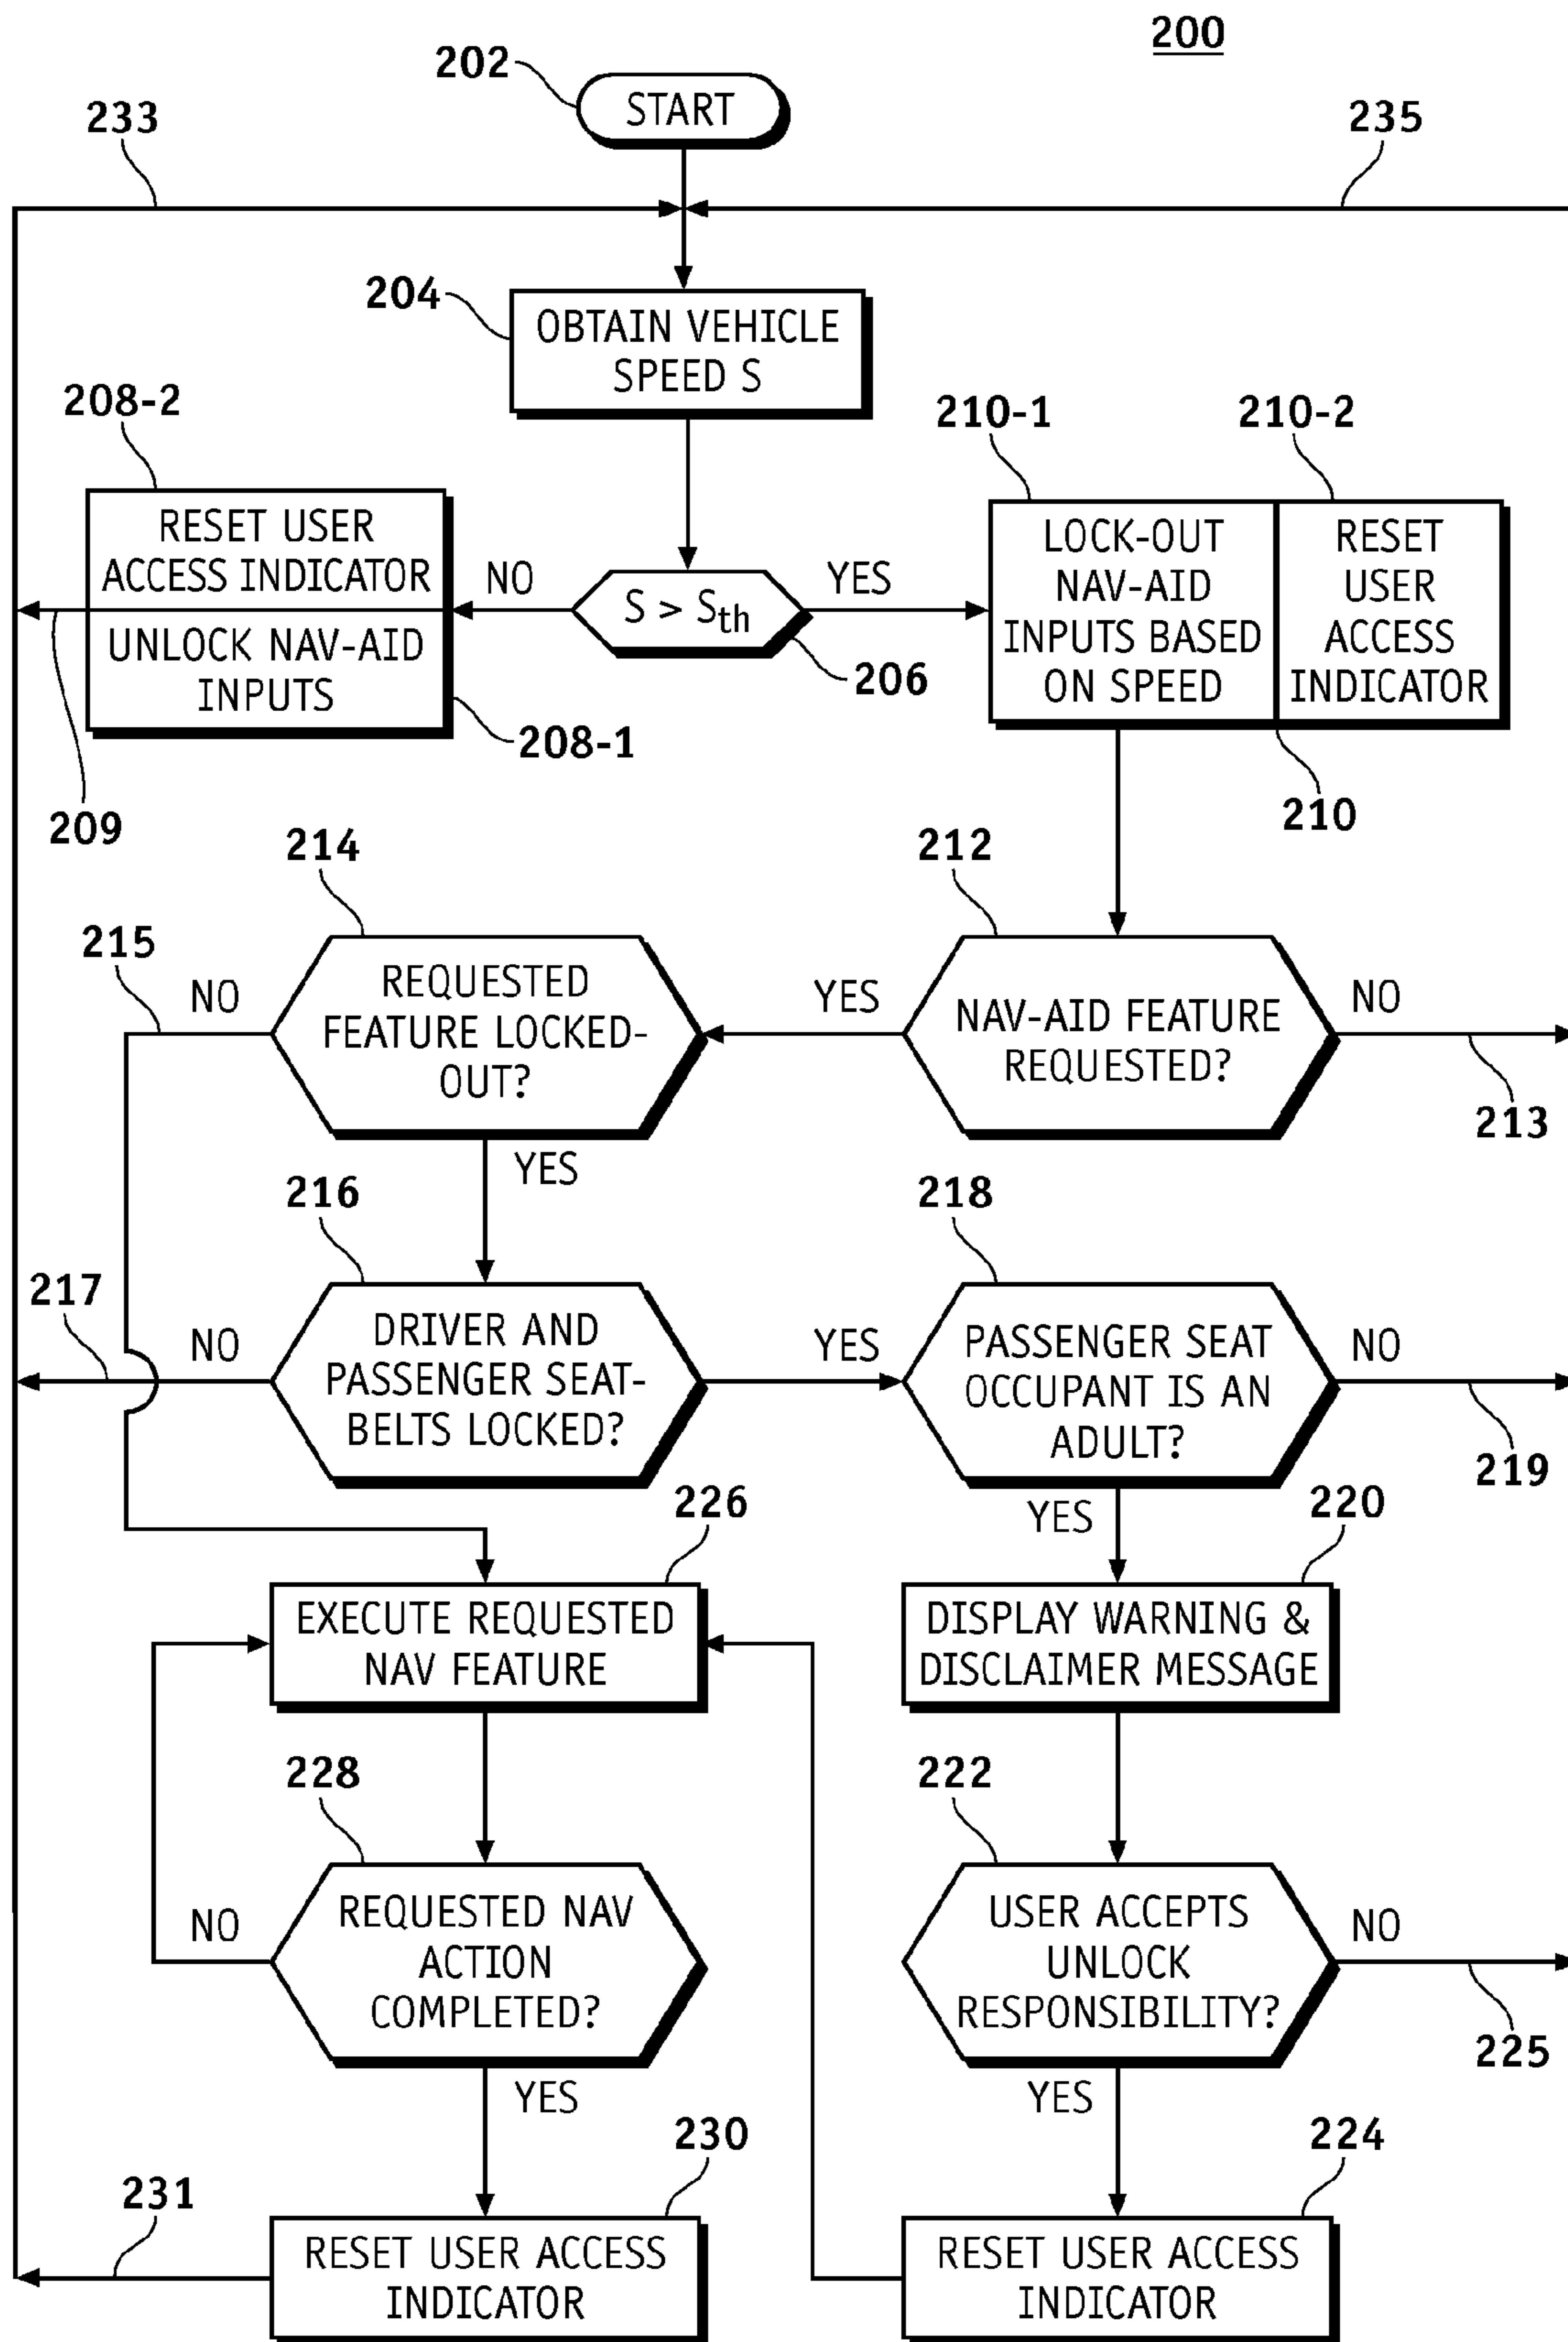 200
202
START
233
235
204
OBTAIN VEHICLE
SPEED S
208-2
210-1
210-2
RESET USER
ACCESS INDICATOR
UNLOCK NAV-AID
INPUTS
NO
S > Sth
YES
LOCK-OUT
NAV-AID
INPUTS BASED
ON SPEED
RESET
USER
ACCESS
INDICATOR
206
208-1
209
210
214
212
215
NO
REQUESTED
FEATURE LOCKED-
OUT?
YES
NAV-AID FEATURE
REQUESTED?
NO
213
YES
216
218
217
NO
DRIVER AND
PASSENGER SEAT-
BELTS LOCKED?
YES
PASSENGER SEAT
OCCUPANT IS AN
ADULT?
NO
219
226
YES
220
EXECUTE REQUESTED
NAV FEATURE
DISPLAY WARNING &
DISCLAIMER MESSAGE
228
222
NO
REQUESTED NAV
ACTION
COMPLETED?
USER ACCEPTS
UNLOCK
RESPONSIBILITY?
NO
225
YES
YES
230
224
231
RESET USER ACCESS
INDICATOR
RESET USER ACCESS
INDICATOR